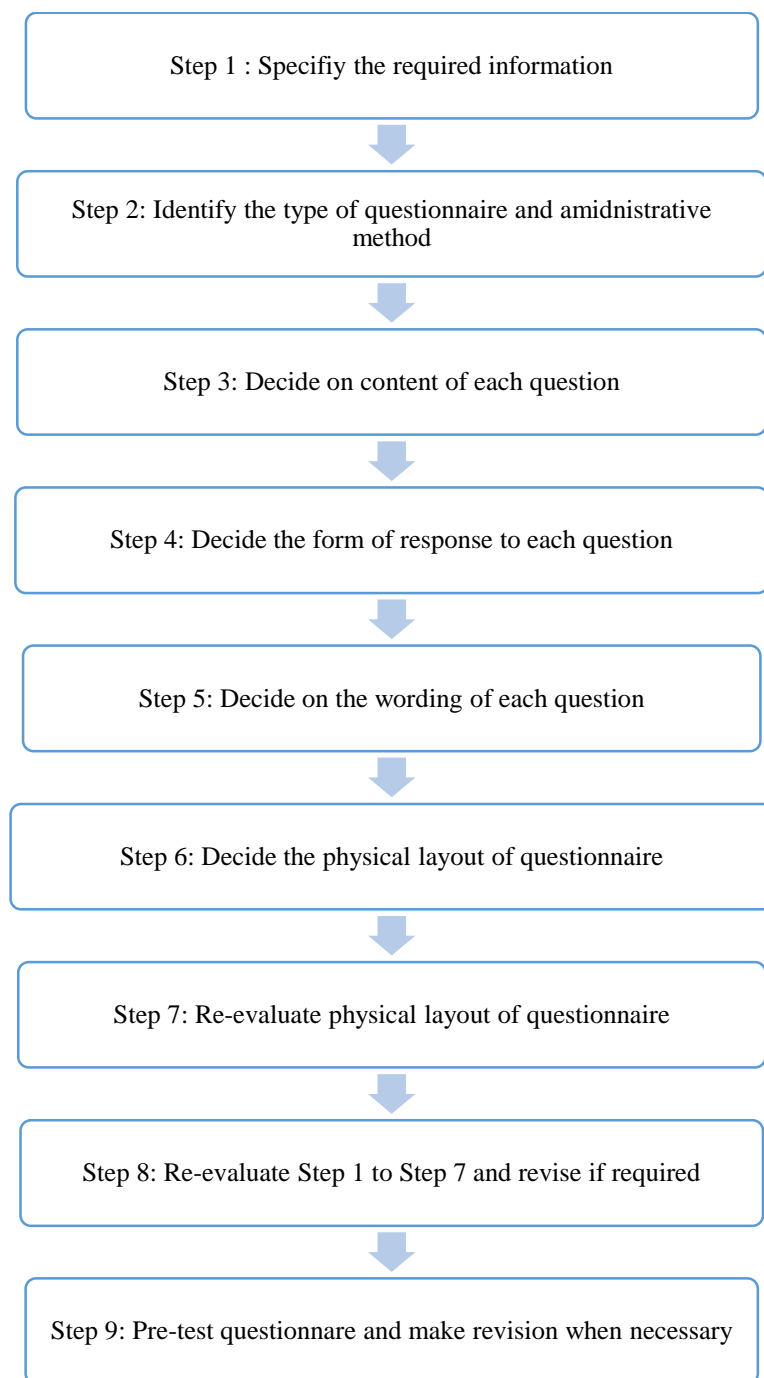 Step 1 : Specifiy the required information
Step 2: Identify the type of questionnaire and amidnistrative
method
Step 3: Decide on content of each question
Step 4: Decide the form of response to each question
Step 5: Decide on the wording of each question
Step 6: Decide the physical layout of questionnaire
Step 7: Re-evaluate physical layout of questionnaire
Step 8: Re-evaluate Step 1 to Step 7 and revise if required
Step 9: Pre-test questionnare and make revision when necessary